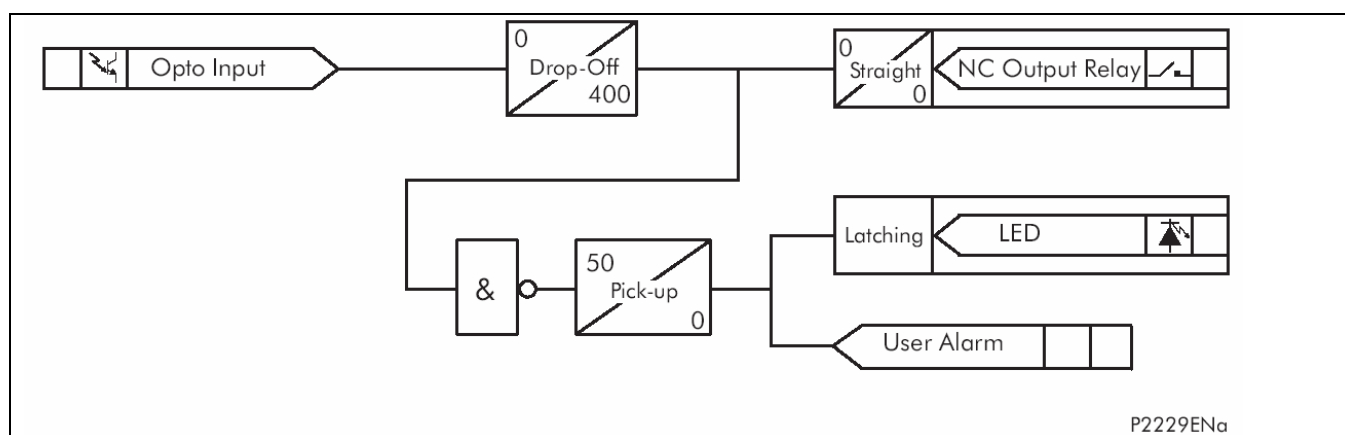 0
Drop-Off
400
Opto Input
0
Straight
0
NC Output Relay
Latching
LED
&
50
Pick-up
0
User Alarm
P2229ENa